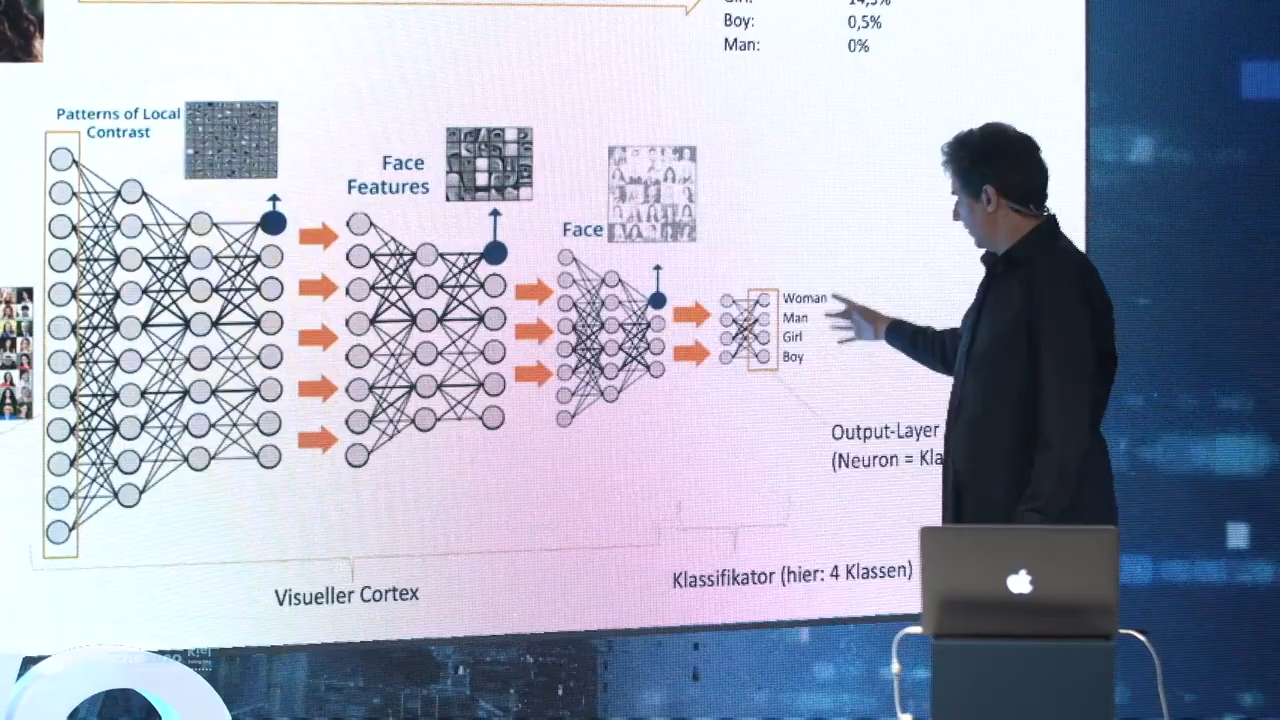 Boy: 0,5%
Man: 0%
Patterns of Local
Contrast
Face
Features
Face
Woman
Man
Girl
Boy
Output-Layer
(Neuron =
Visueller Cortex
Klassifikator (hier: 4 Klassen)